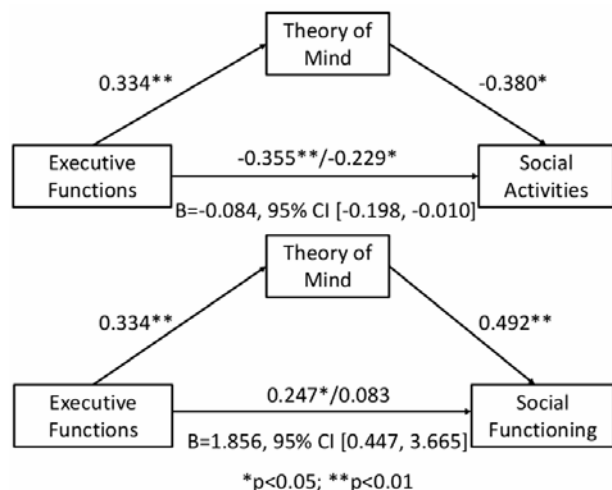 Theory of
Mind
0.334**
-0.380*
Executive
Functions
-0.355**/-0.229*
Social
Activities
B=-0.084, 95% CI [-0.198, -0.010]
Theory of
Mind
0.334**
0.492**
Executive
Functions
0.247*/0.083
Social
Functioning
B=1.856, 95% CI [0.447, 3.665]
*p<0.05; **p<0.01